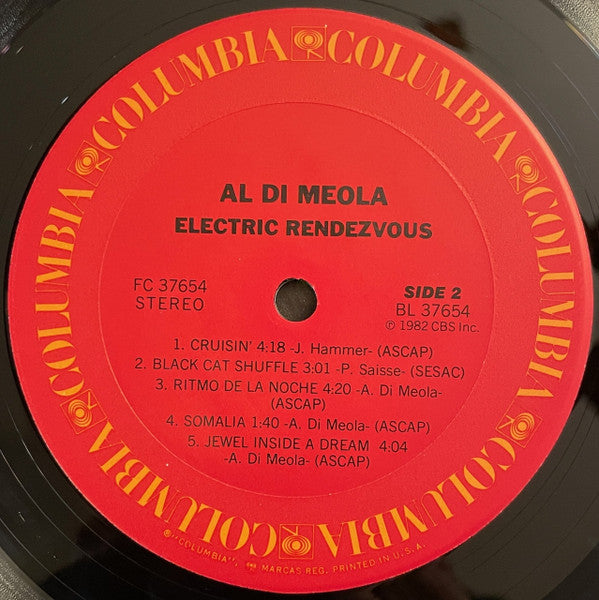 COLUMBIA COLUMBIA COLUMBIA COLUMBIA COLUMBIA COLUMBIA
AL DI MEOLA
ELECTRIC RENDEZVOUS
FC 37654
STEREO
SIDE 2
BL 37654
℗ 1982 CBS Inc.
1. CRUISIN' 4:18 -J. Hammer- (ASCAP)
2. BLACK CAT SHUFFLE 3:01 -P. Saisse- (SESAC)
3. RITMO DE LA NOCHE 4:20 -A. Di Meola-
(ASCAP)
4. SOMALIA 1:40 -A. Di Meola- (ASCAP)
5. JEWEL INSIDE A DREAM 4:04
-A. Di Meola- (ASCAP)
®"COLUMBIA", MARCAS REG. PRINTED IN U.S.A.